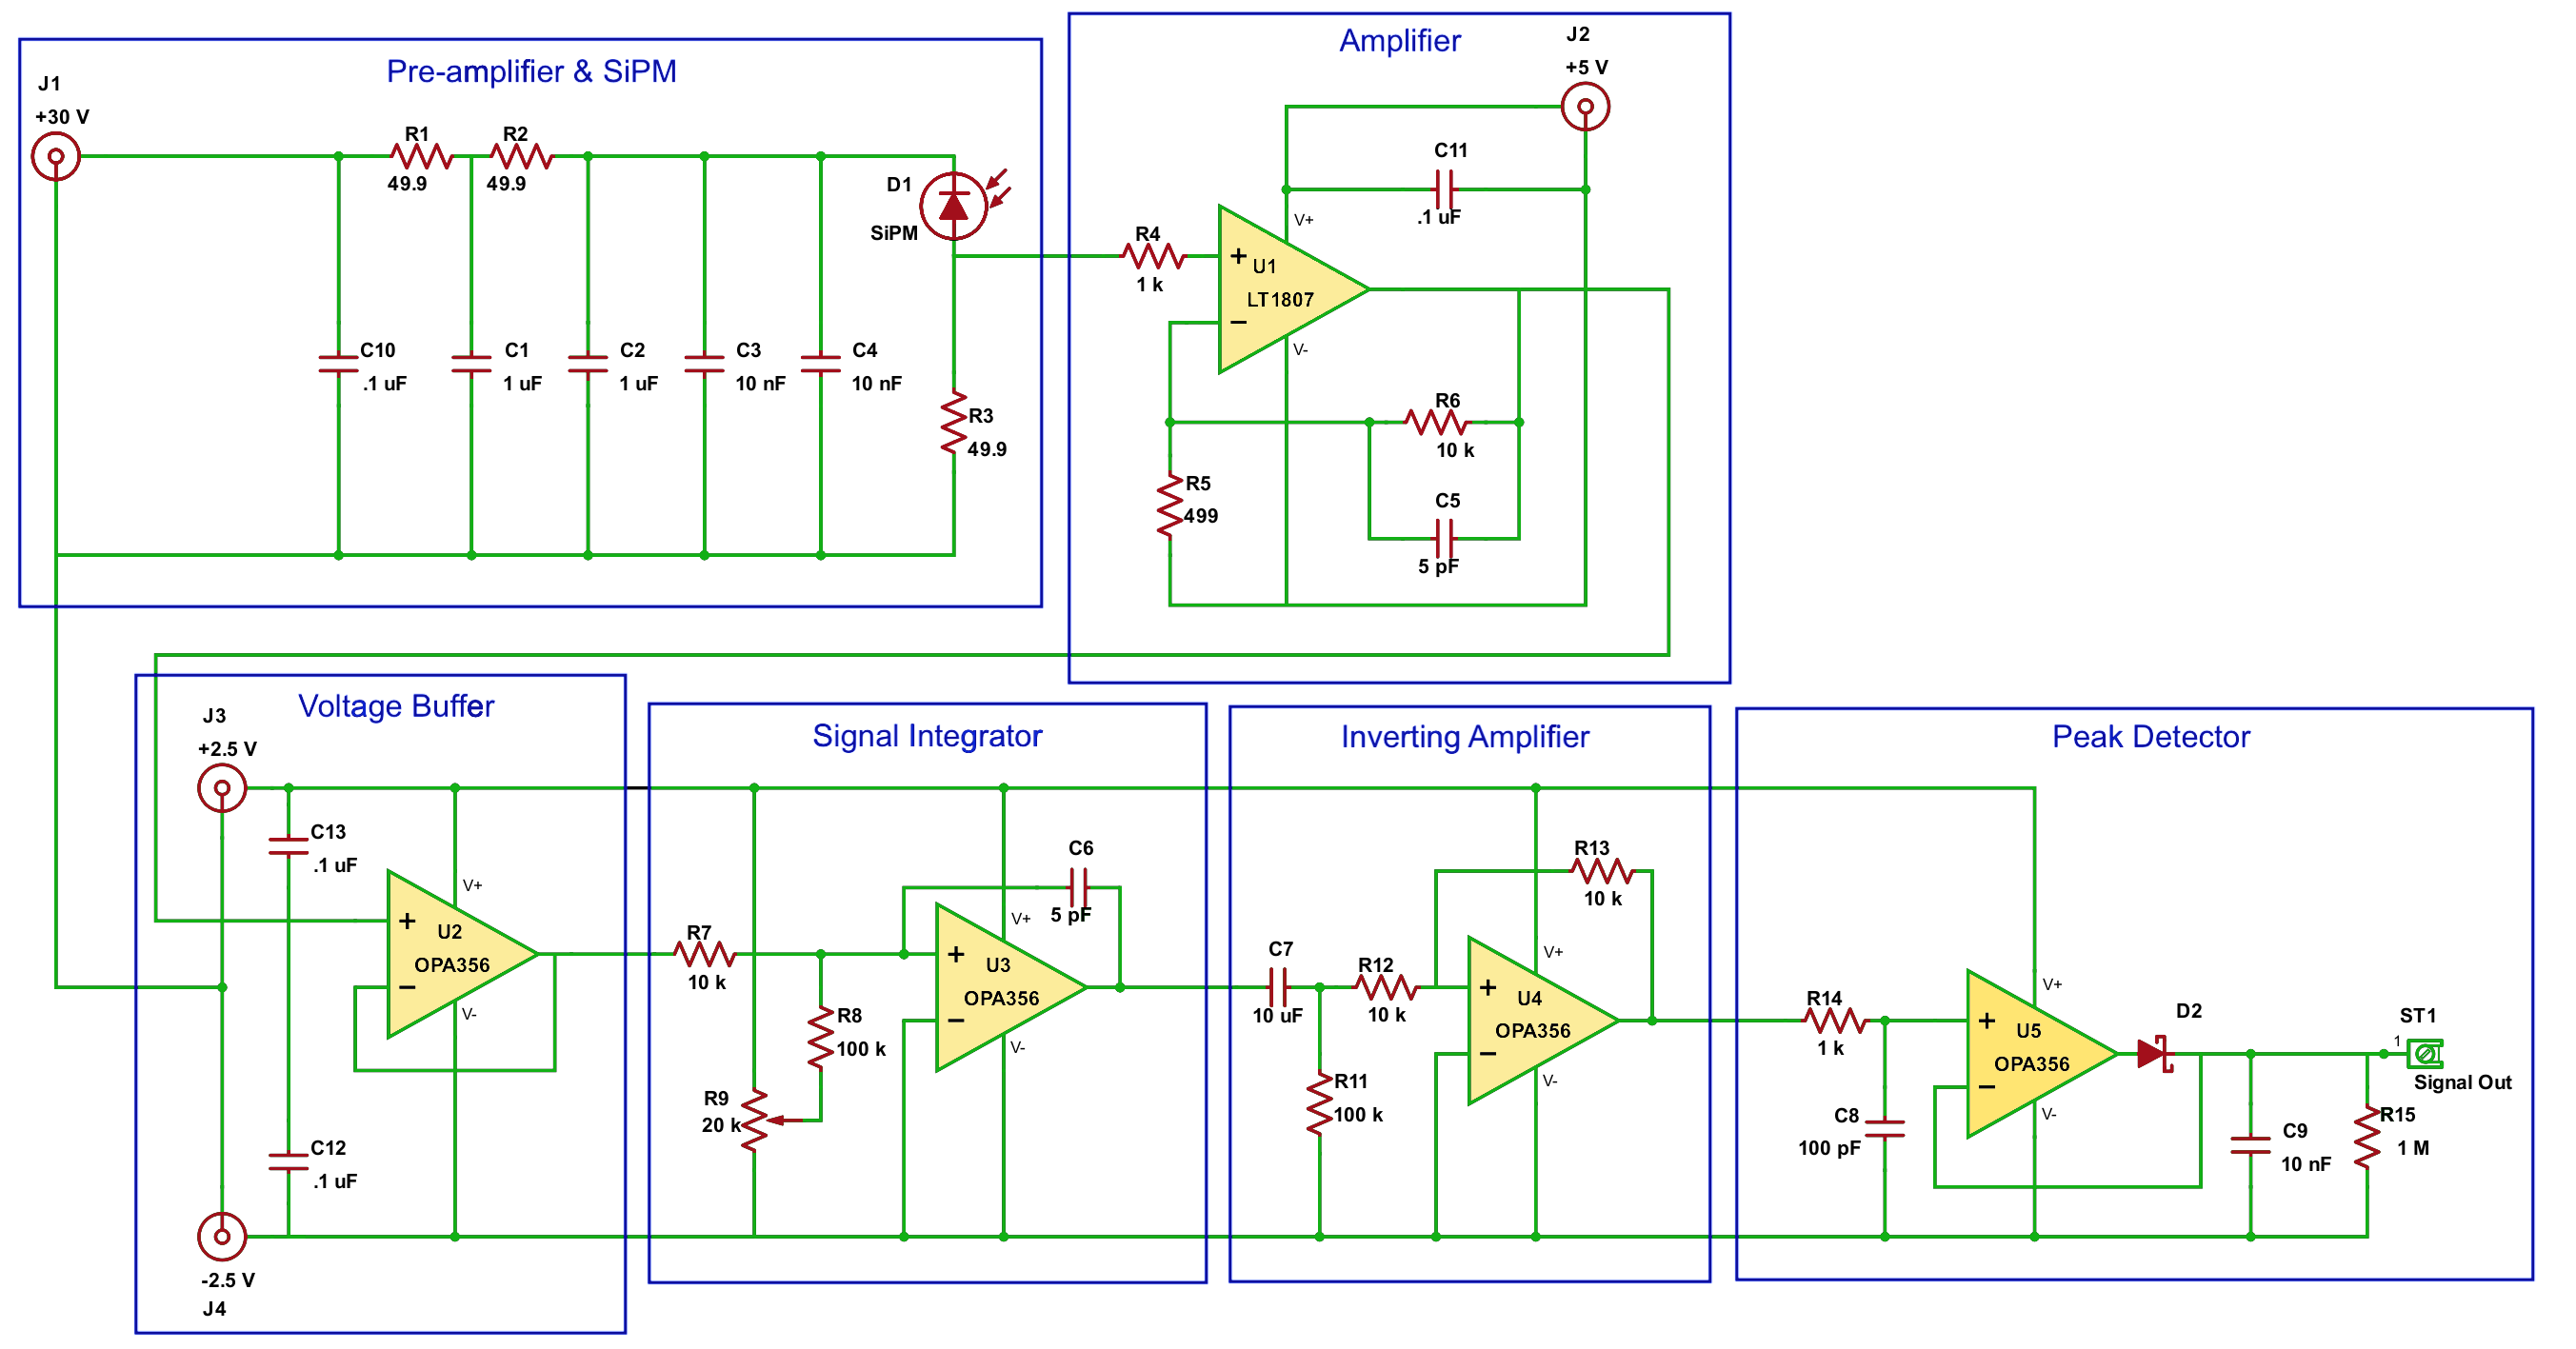 Pre-amplifier & SiPM
J1
+30 V
R1
49.9
R2
49.9
D1
SiPM
C10
.1 uF
C1
1 uF
C2
1 uF
C3
10 nF
C4
10 nF
R3
49.9
Amplifier
J2
+5 V
C11
.1 uF
V+
R4
1 k
+
U1
LT1807
−
V-
R6
10 k
R5
499
C5
5 pF
Voltage Buffer
J3
+2.5 V
C13
.1 uF
V+
+
U2
OPA356
−
V-
C12
.1 uF
-2.5 V
J4
Signal Integrator
C6
5 pF
V+
R7
10 k
+
U3
OPA356
−
V-
R8
100 k
R9
20 k
Inverting Amplifier
R13
10 k
V+
C7
10 uF
R12
10 k
+
U4
OPA356
−
V-
R11
100 k
Peak Detector
V+
R14
1 k
+
U5
OPA356
−
V-
D2
ST1
1
Signal Out
C8
100 pF
C9
10 nF
R15
1 M